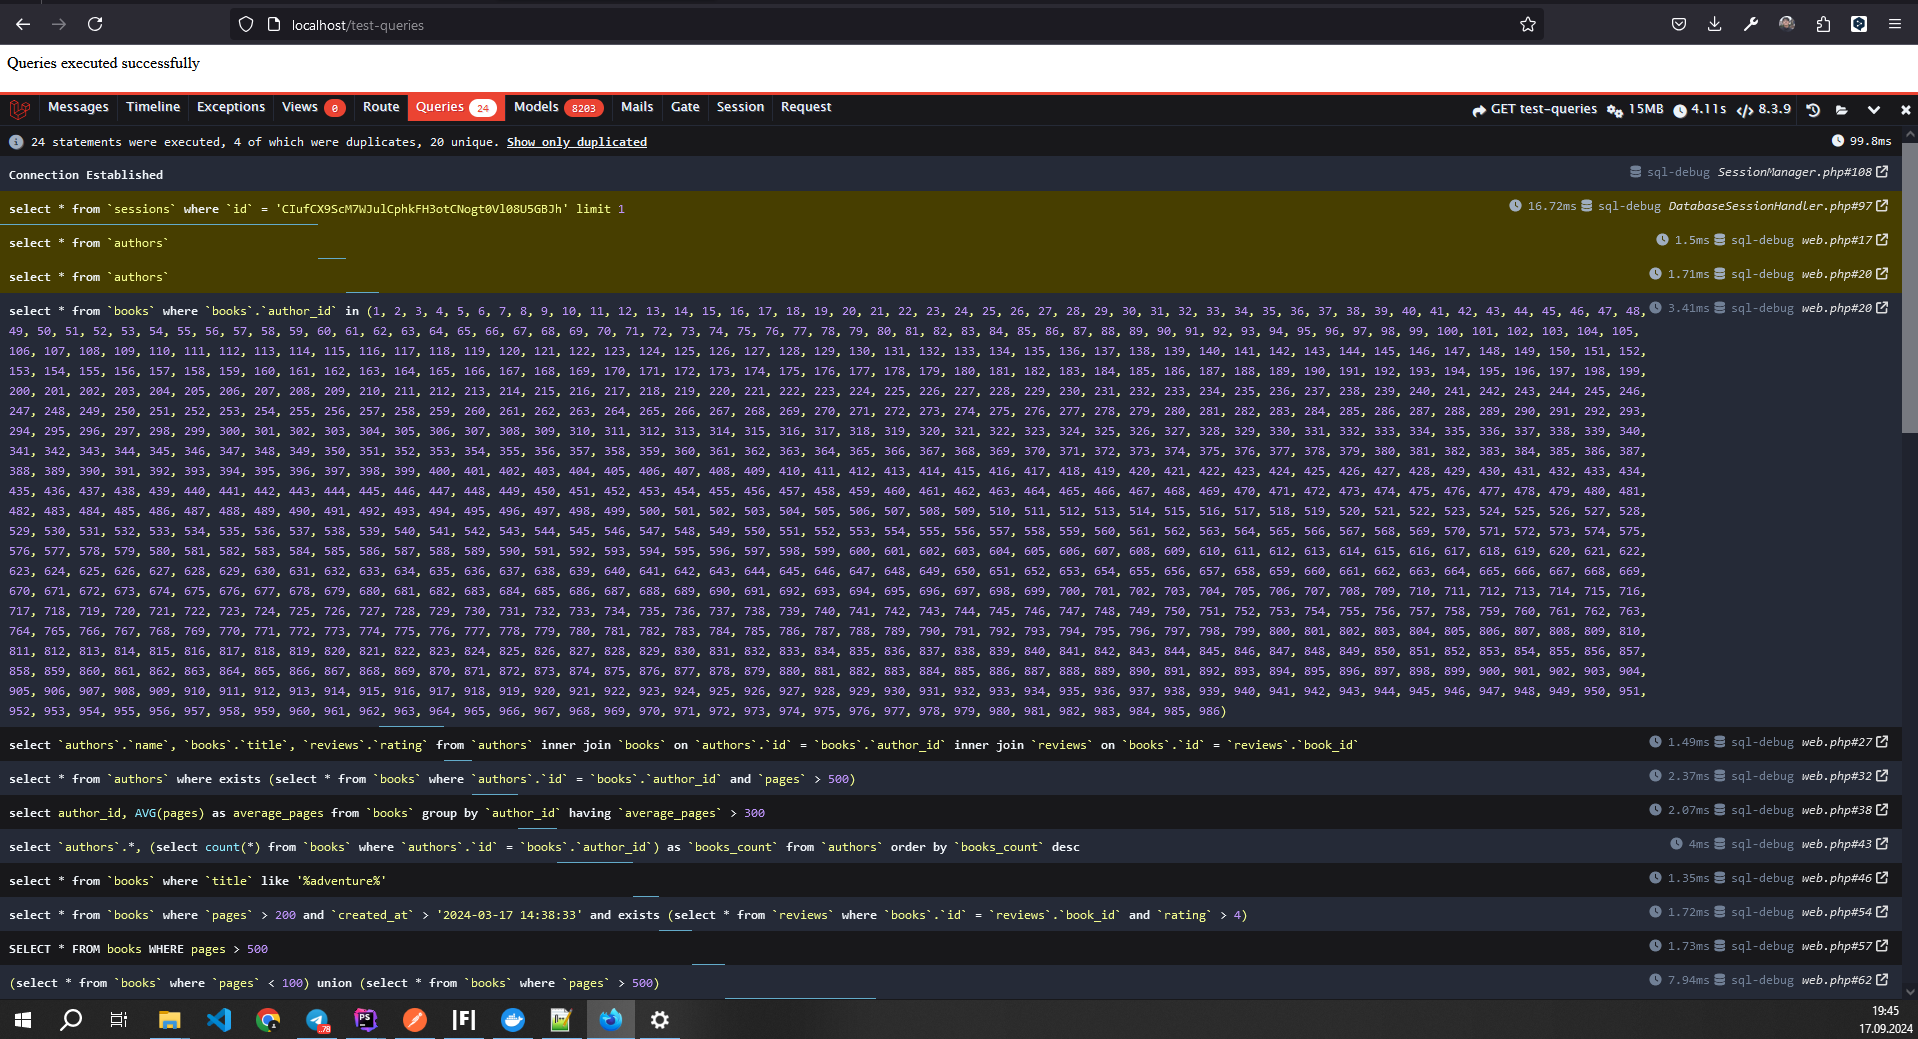 localhost/test-queries
Queries executed successfully
Messages Timeline Exceptions Views 0 Route Queries 24 Models 8203 Mails Gate Session Request GET test-queries 15MB 4.11s 8.3.9
24 statements were executed, 4 of which were duplicates, 20 unique. Show only duplicated 99.8ms
Connection Established sql-debug SessionManager.php#108
select * from `sessions` where `id` = 'CIufCX9ScM7WJulCphkFH3otCNogt0Vl08U5GBJh' limit 1 16.72ms sql-debug DatabaseSessionHandler.php#97
select * from `authors` 1.5ms sql-debug web.php#17
select * from `authors` 1.71ms sql-debug web.php#20
select * from `books` where `books`.`author_id` in (1, 2, 3, 4, 5, 6, 7, 8, 9, 10, 11, 12, 13, 14, 15, 16, 17, 18, 19, 20, 21, 22, 23, 24, 25, 26, 27, 28, 29, 30, 31, 32, 33, 34, 35, 36, 37, 38, 39, 40, 41, 42, 43, 44, 45, 46, 47, 48, 3.41ms sql-debug web.php#20
49, 50, 51, 52, 53, 54, 55, 56, 57, 58, 59, 60, 61, 62, 63, 64, 65, 66, 67, 68, 69, 70, 71, 72, 73, 74, 75, 76, 77, 78, 79, 80, 81, 82, 83, 84, 85, 86, 87, 88, 89, 90, 91, 92, 93, 94, 95, 96, 97, 98, 99, 100, 101, 102, 103, 104, 105,
106, 107, 108, 109, 110, 111, 112, 113, 114, 115, 116, 117, 118, 119, 120, 121, 122, 123, 124, 125, 126, 127, 128, 129, 130, 131, 132, 133, 134, 135, 136, 137, 138, 139, 140, 141, 142, 143, 144, 145, 146, 147, 148, 149, 150, 151, 152,
153, 154, 155, 156, 157, 158, 159, 160, 161, 162, 163, 164, 165, 166, 167, 168, 169, 170, 171, 172, 173, 174, 175, 176, 177, 178, 179, 180, 181, 182, 183, 184, 185, 186, 187, 188, 189, 190, 191, 192, 193, 194, 195, 196, 197, 198, 199,
200, 201, 202, 203, 204, 205, 206, 207, 208, 209, 210, 211, 212, 213, 214, 215, 216, 217, 218, 219, 220, 221, 222, 223, 224, 225, 226, 227, 228, 229, 230, 231, 232, 233, 234, 235, 236, 237, 238, 239, 240, 241, 242, 243, 244, 245, 246,
247, 248, 249, 250, 251, 252, 253, 254, 255, 256, 257, 258, 259, 260, 261, 262, 263, 264, 265, 266, 267, 268, 269, 270, 271, 272, 273, 274, 275, 276, 277, 278, 279, 280, 281, 282, 283, 284, 285, 286, 287, 288, 289, 290, 291, 292, 293,
294, 295, 296, 297, 298, 299, 300, 301, 302, 303, 304, 305, 306, 307, 308, 309, 310, 311, 312, 313, 314, 315, 316, 317, 318, 319, 320, 321, 322, 323, 324, 325, 326, 327, 328, 329, 330, 331, 332, 333, 334, 335, 336, 337, 338, 339, 340,
341, 342, 343, 344, 345, 346, 347, 348, 349, 350, 351, 352, 353, 354, 355, 356, 357, 358, 359, 360, 361, 362, 363, 364, 365, 366, 367, 368, 369, 370, 371, 372, 373, 374, 375, 376, 377, 378, 379, 380, 381, 382, 383, 384, 385, 386, 387,
388, 389, 390, 391, 392, 393, 394, 395, 396, 397, 398, 399, 400, 401, 402, 403, 404, 405, 406, 407, 408, 409, 410, 411, 412, 413, 414, 415, 416, 417, 418, 419, 420, 421, 422, 423, 424, 425, 426, 427, 428, 429, 430, 431, 432, 433, 434,
435, 436, 437, 438, 439, 440, 441, 442, 443, 444, 445, 446, 447, 448, 449, 450, 451, 452, 453, 454, 455, 456, 457, 458, 459, 460, 461, 462, 463, 464, 465, 466, 467, 468, 469, 470, 471, 472, 473, 474, 475, 476, 477, 478, 479, 480, 481,
482, 483, 484, 485, 486, 487, 488, 489, 490, 491, 492, 493, 494, 495, 496, 497, 498, 499, 500, 501, 502, 503, 504, 505, 506, 507, 508, 509, 510, 511, 512, 513, 514, 515, 516, 517, 518, 519, 520, 521, 522, 523, 524, 525, 526, 527, 528,
529, 530, 531, 532, 533, 534, 535, 536, 537, 538, 539, 540, 541, 542, 543, 544, 545, 546, 547, 548, 549, 550, 551, 552, 553, 554, 555, 556, 557, 558, 559, 560, 561, 562, 563, 564, 565, 566, 567, 568, 569, 570, 571, 572, 573, 574, 575,
576, 577, 578, 579, 580, 581, 582, 583, 584, 585, 586, 587, 588, 589, 590, 591, 592, 593, 594, 595, 596, 597, 598, 599, 600, 601, 602, 603, 604, 605, 606, 607, 608, 609, 610, 611, 612, 613, 614, 615, 616, 617, 618, 619, 620, 621, 622,
623, 624, 625, 626, 627, 628, 629, 630, 631, 632, 633, 634, 635, 636, 637, 638, 639, 640, 641, 642, 643, 644, 645, 646, 647, 648, 649, 650, 651, 652, 653, 654, 655, 656, 657, 658, 659, 660, 661, 662, 663, 664, 665, 666, 667, 668, 669,
670, 671, 672, 673, 674, 675, 676, 677, 678, 679, 680, 681, 682, 683, 684, 685, 686, 687, 688, 689, 690, 691, 692, 693, 694, 695, 696, 697, 698, 699, 700, 701, 702, 703, 704, 705, 706, 707, 708, 709, 710, 711, 712, 713, 714, 715, 716,
717, 718, 719, 720, 721, 722, 723, 724, 725, 726, 727, 728, 729, 730, 731, 732, 733, 734, 735, 736, 737, 738, 739, 740, 741, 742, 743, 744, 745, 746, 747, 748, 749, 750, 751, 752, 753, 754, 755, 756, 757, 758, 759, 760, 761, 762, 763,
764, 765, 766, 767, 768, 769, 770, 771, 772, 773, 774, 775, 776, 777, 778, 779, 780, 781, 782, 783, 784, 785, 786, 787, 788, 789, 790, 791, 792, 793, 794, 795, 796, 797, 798, 799, 800, 801, 802, 803, 804, 805, 806, 807, 808, 809, 810,
811, 812, 813, 814, 815, 816, 817, 818, 819, 820, 821, 822, 823, 824, 825, 826, 827, 828, 829, 830, 831, 832, 833, 834, 835, 836, 837, 838, 839, 840, 841, 842, 843, 844, 845, 846, 847, 848, 849, 850, 851, 852, 853, 854, 855, 856, 857,
858, 859, 860, 861, 862, 863, 864, 865, 866, 867, 868, 869, 870, 871, 872, 873, 874, 875, 876, 877, 878, 879, 880, 881, 882, 883, 884, 885, 886, 887, 888, 889, 890, 891, 892, 893, 894, 895, 896, 897, 898, 899, 900, 901, 902, 903, 904,
905, 906, 907, 908, 909, 910, 911, 912, 913, 914, 915, 916, 917, 918, 919, 920, 921, 922, 923, 924, 925, 926, 927, 928, 929, 930, 931, 932, 933, 934, 935, 936, 937, 938, 939, 940, 941, 942, 943, 944, 945, 946, 947, 948, 949, 950, 951,
952, 953, 954, 955, 956, 957, 958, 959, 960, 961, 962, 963, 964, 965, 966, 967, 968, 969, 970, 971, 972, 973, 974, 975, 976, 977, 978, 979, 980, 981, 982, 983, 984, 985, 986)
select `authors`.`name`, `books`.`title`, `reviews`.`rating` from `authors` inner join `books` on `authors`.`id` = `books`.`author_id` inner join `reviews` on `books`.`id` = `reviews`.`book_id` 1.49ms sql-debug web.php#27
select * from `authors` where exists (select * from `books` where `authors`.`id` = `books`.`author_id` and `pages` > 500) 2.37ms sql-debug web.php#32
select author_id, AVG(pages) as average_pages from `books` group by `author_id` having `average_pages` > 300 2.07ms sql-debug web.php#38
select `authors`.*, (select count(*) from `books` where `authors`.`id` = `books`.`author_id`) as `books_count` from `authors` order by `books_count` desc 4ms sql-debug web.php#43
select * from `books` where `title` like '%adventure%' 1.35ms sql-debug web.php#46
select * from `books` where `pages` > 200 and `created_at` > '2024-03-17 14:38:33' and exists (select * from `reviews` where `books`.`id` = `reviews`.`book_id` and `rating` > 4) 1.72ms sql-debug web.php#54
SELECT * FROM books WHERE pages > 500 1.73ms sql-debug web.php#57
(select * from `books` where `pages` < 100) union (select * from `books` where `pages` > 500) 7.94ms sql-debug web.php#62
..78 PS |F|
19:45
17.09.2024